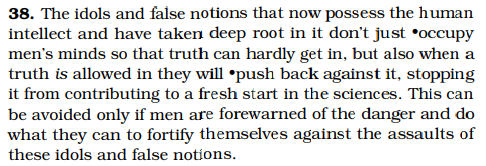 38. The idols and false notions that now possess the human
intellect and have taken deep root in it don't just •occupy
men's minds so that truth can hardly get in, but also when a
truth is allowed in they will •push back against it, stopping
it from contributing to a fresh start in the sciences. This can
be avoided only if men are forewarned of the danger and do
what they can to fortify themselves against the assaults of
these idols and false notions.